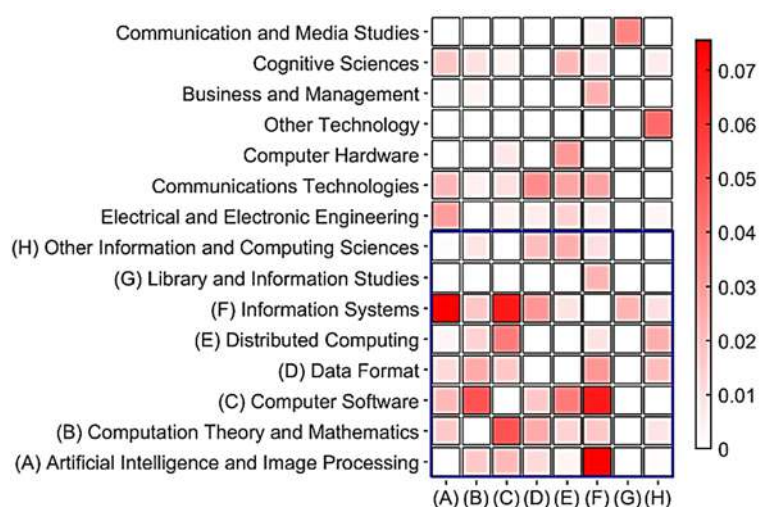 Communication and Media Studies
Cognitive Sciences
Business and Management
Other Technology
Computer Hardware
Communications Technologies
Electrical and Electronic Engineering
(H) Other Information and Computing Sciences
(G) Library and Information Studies
(F) Information Systems
(E) Distributed Computing
(D) Data Format
(C) Computer Software
(B) Computation Theory and Mathematics
(A) Artificial Intelligence and Image Processing
(A) (B) (C) (D) (E) (F) (G) (H)
0.07
0.06
0.05
0.04
0.03
0.02
0.01
0